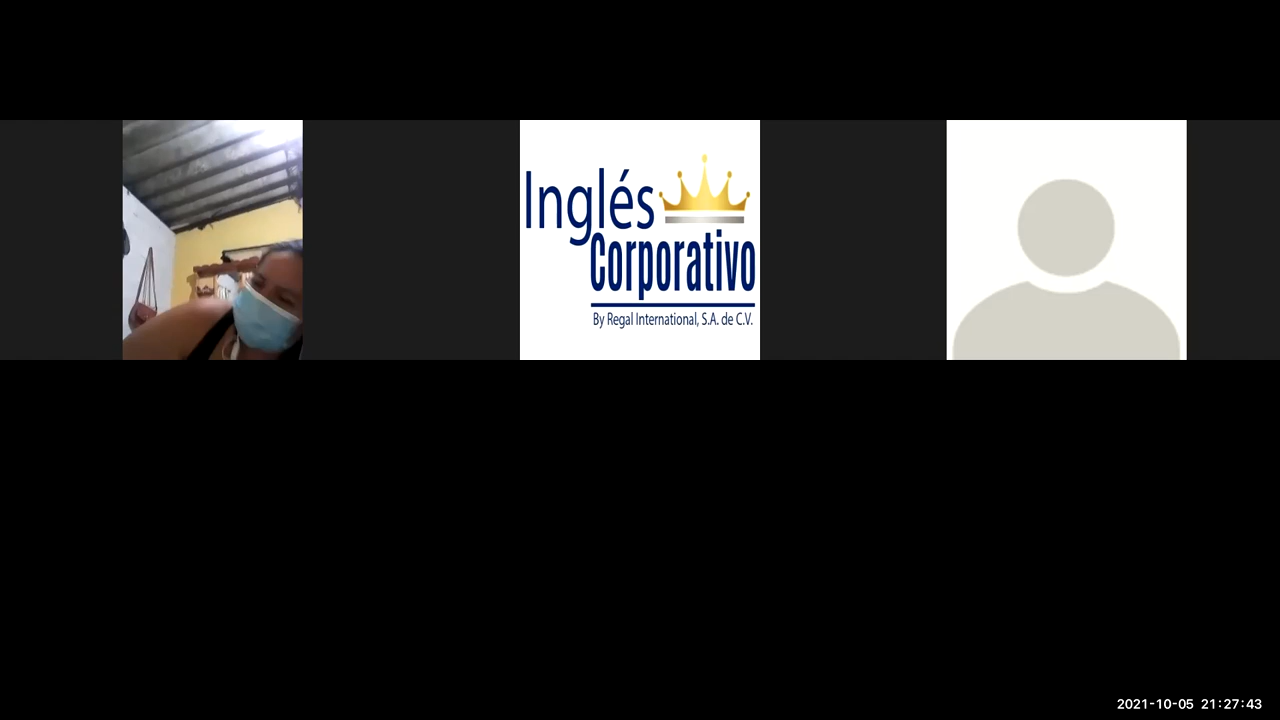 Inglés
Corporativo
By Regal International, S.A. de C.V.
2021-10-05 21:27:43